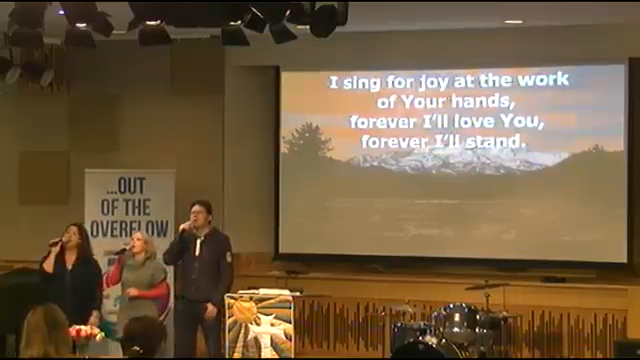 I sing for joy at the work
of Your hands,
forever I'll love You,
forever I'll stand.
...OUT
OF THE
OVERFLOW